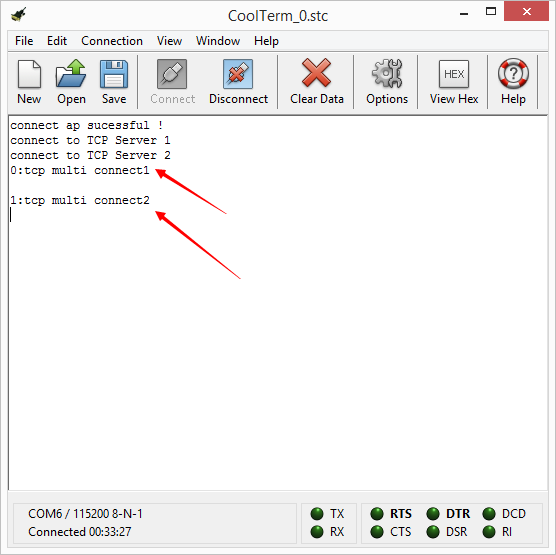 CoolTerm_0.stc
File Edit Connection View Window Help
New Open Save Connect Disconnect Clear Data Options HEX View Hex Help
connect ap sucessful !
connect to TCP Server 1
connect to TCP Server 2
0:tcp multi connect1
1:tcp multi connect2
COM6 / 115200 8-N-1 TX RTS DTR DCD
Connected 00:33:27 RX CTS DSR RI